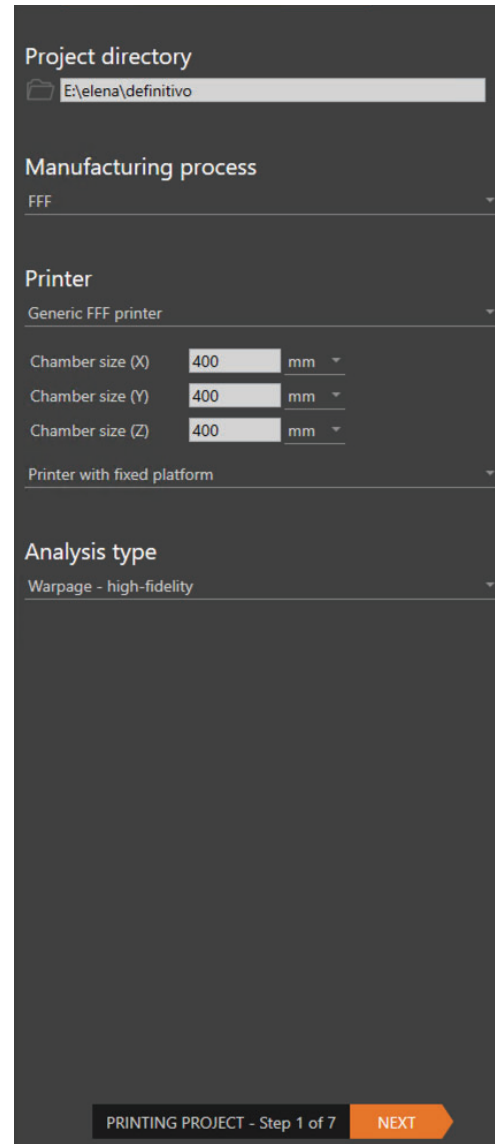 Project directory
E:\elena\definitivo
Manufacturing process
FFF
Printer
Generic FFF printer
Chamber size (X) 400 mm
Chamber size (Y) 400 mm
Chamber size (Z) 400 mm
Printer with fixed platform
Analysis type
Warpage - high-fidelity
PRINTING PROJECT - Step 1 of 7 NEXT